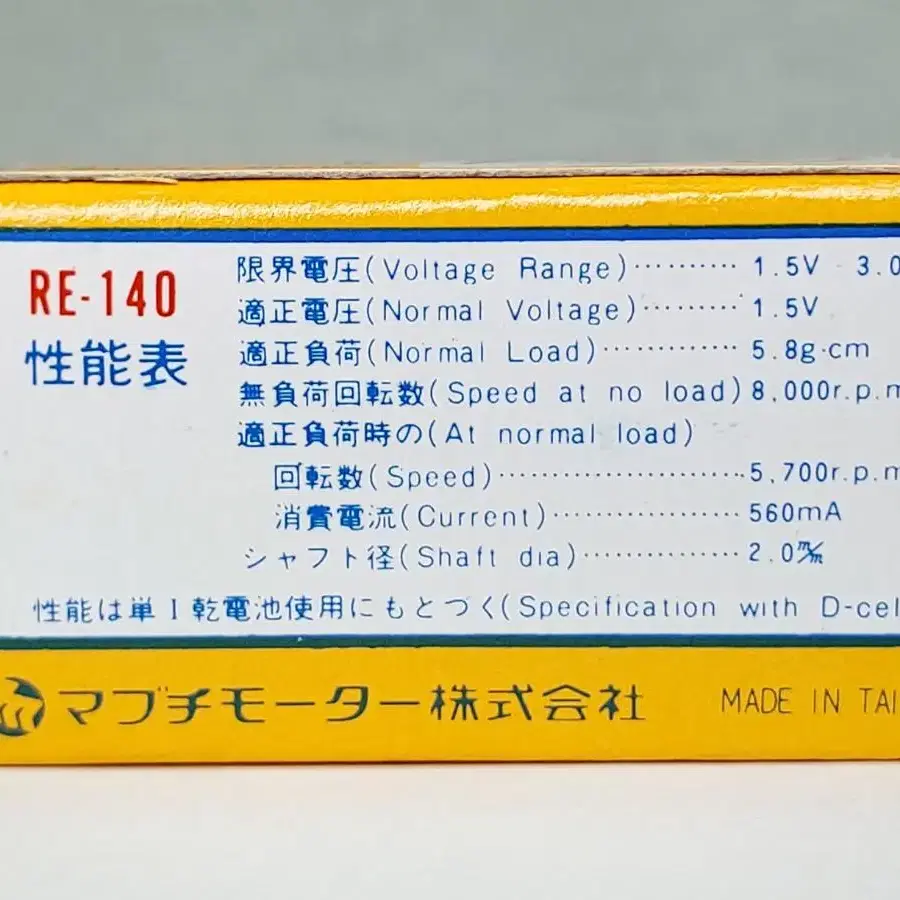 RE-140
性能表
限界電圧(Voltage Range)‥‥‥‥‥ 1.5V - 3.0
適正電圧(Normal Voltage)‥‥‥‥‥ 1.5V
適正負荷(Normal Load)‥‥‥‥‥‥ 5.8g·cm
無負荷回転数(Speed at no load) 8,000r.p.m
適正負荷時の(At normal load)
回転数(Speed)‥‥‥‥‥‥‥‥‥‥5,700r.p.m
消費電流(Current)‥‥‥‥‥‥‥‥ 560mA
シャフト径(Shaft dia)‥‥‥‥‥‥‥ 2.0m/m
性能は単I乾電池使用にもとづく(Specification with D-cel
マブチモーター株式会社
MADE IN TAI